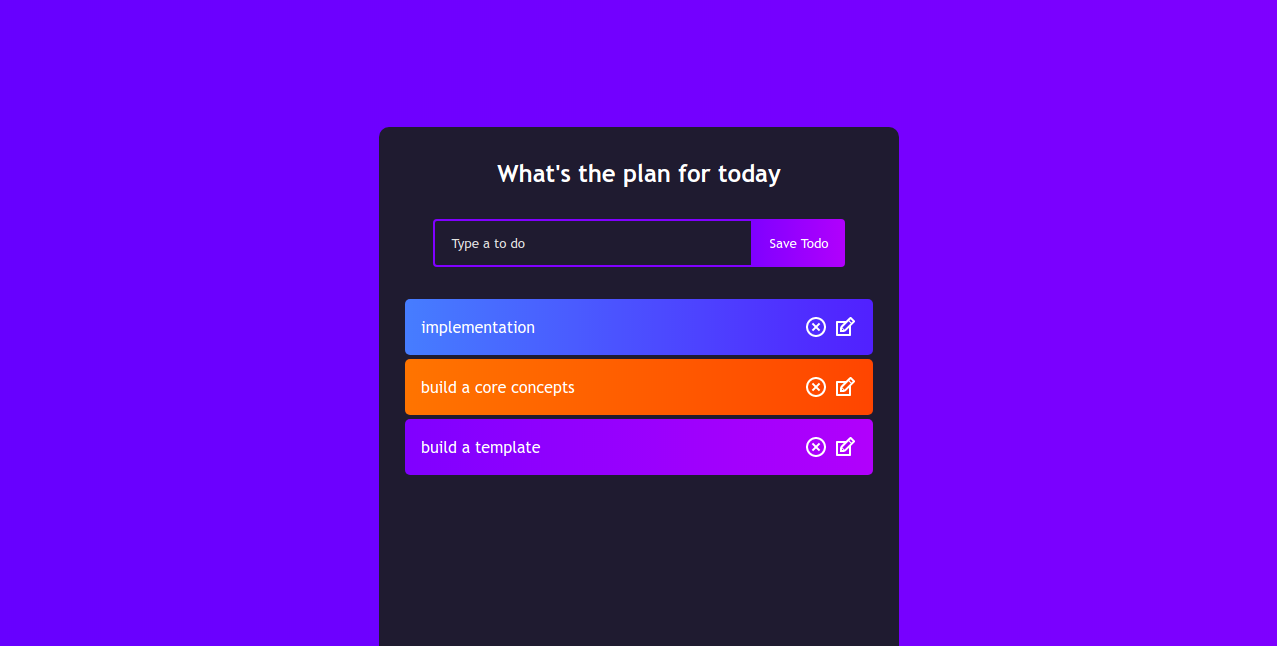 What's the plan for today
Type a to do
Save Todo
implementation
build a core concepts
build a template